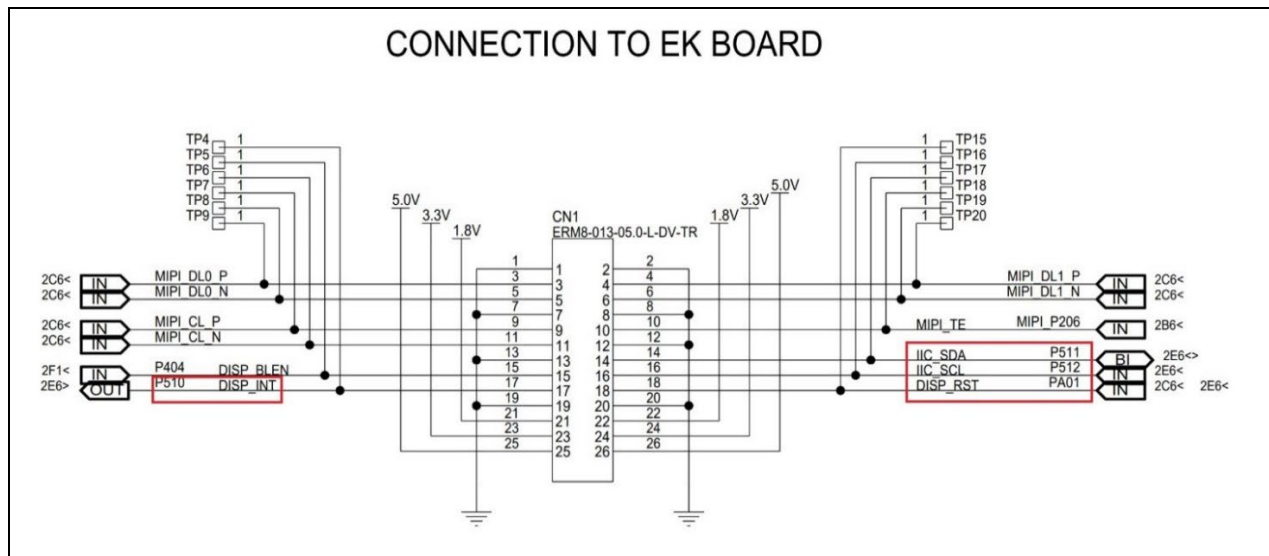 CONNECTION TO EK BOARD
TP4 1
TP5 1
TP6 1
TP7 1
TP8 1
TP9 1
1 TP15
1 TP16
1 TP17
1 TP18
1 TP19
1 TP20
5.0V
3.3V
1.8V
CN1
ERM8-013-05.0-L-DV-TR
5.0V
3.3V
1.8V
1 1 2 2
2C6< IN MIPI_DL0_P 3 3 4 4 MIPI_DL1_P IN 2C6<
2C6< IN MIPI_DL0_N 5 5 6 6 MIPI_DL1_N IN 2C6<
7 7 8 8
2C6< IN MIPI_CL_P 9 9 10 10 MIPI_TE MIPI_P206 IN 2B6<
2C6< IN MIPI_CL_N 11 11 12 12
13 13 14 14 IIC_SDA P511 BI 2E6<>
2F1< IN P404 DISP_BLEN 15 15 16 16 IIC_SCL P512 IN 2E6<
2E6> OUT P510 DISP_INT 17 17 18 18 DISP_RST PA01 IN 2C6< 2E6<
19 19 20 20
21 21 22 22
23 23 24 24
25 25 26 26